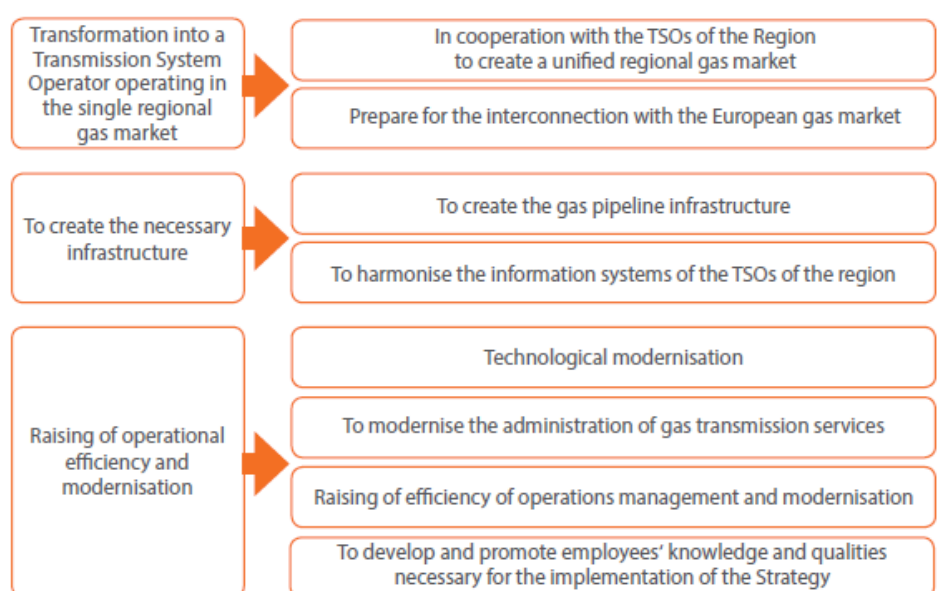 Transformation into a
Transmission System
Operator operating in
the single regional
gas market
In cooperation with the TSOs of the Region
to create a unified regional gas market
Prepare for the interconnection with the European gas market
To create the necessary
infrastructure
To create the gas pipeline infrastructure
To harmonise the information systems of the TSOs of the region
Raising of operational
efficiency and
modernisation
Technological modernisation
To modernise the administration of gas transmission services
Raising of efficiency of operations management and modernisation
To develop and promote employees‘ knowledge and qualities
necessary for the implementation of the Strategy